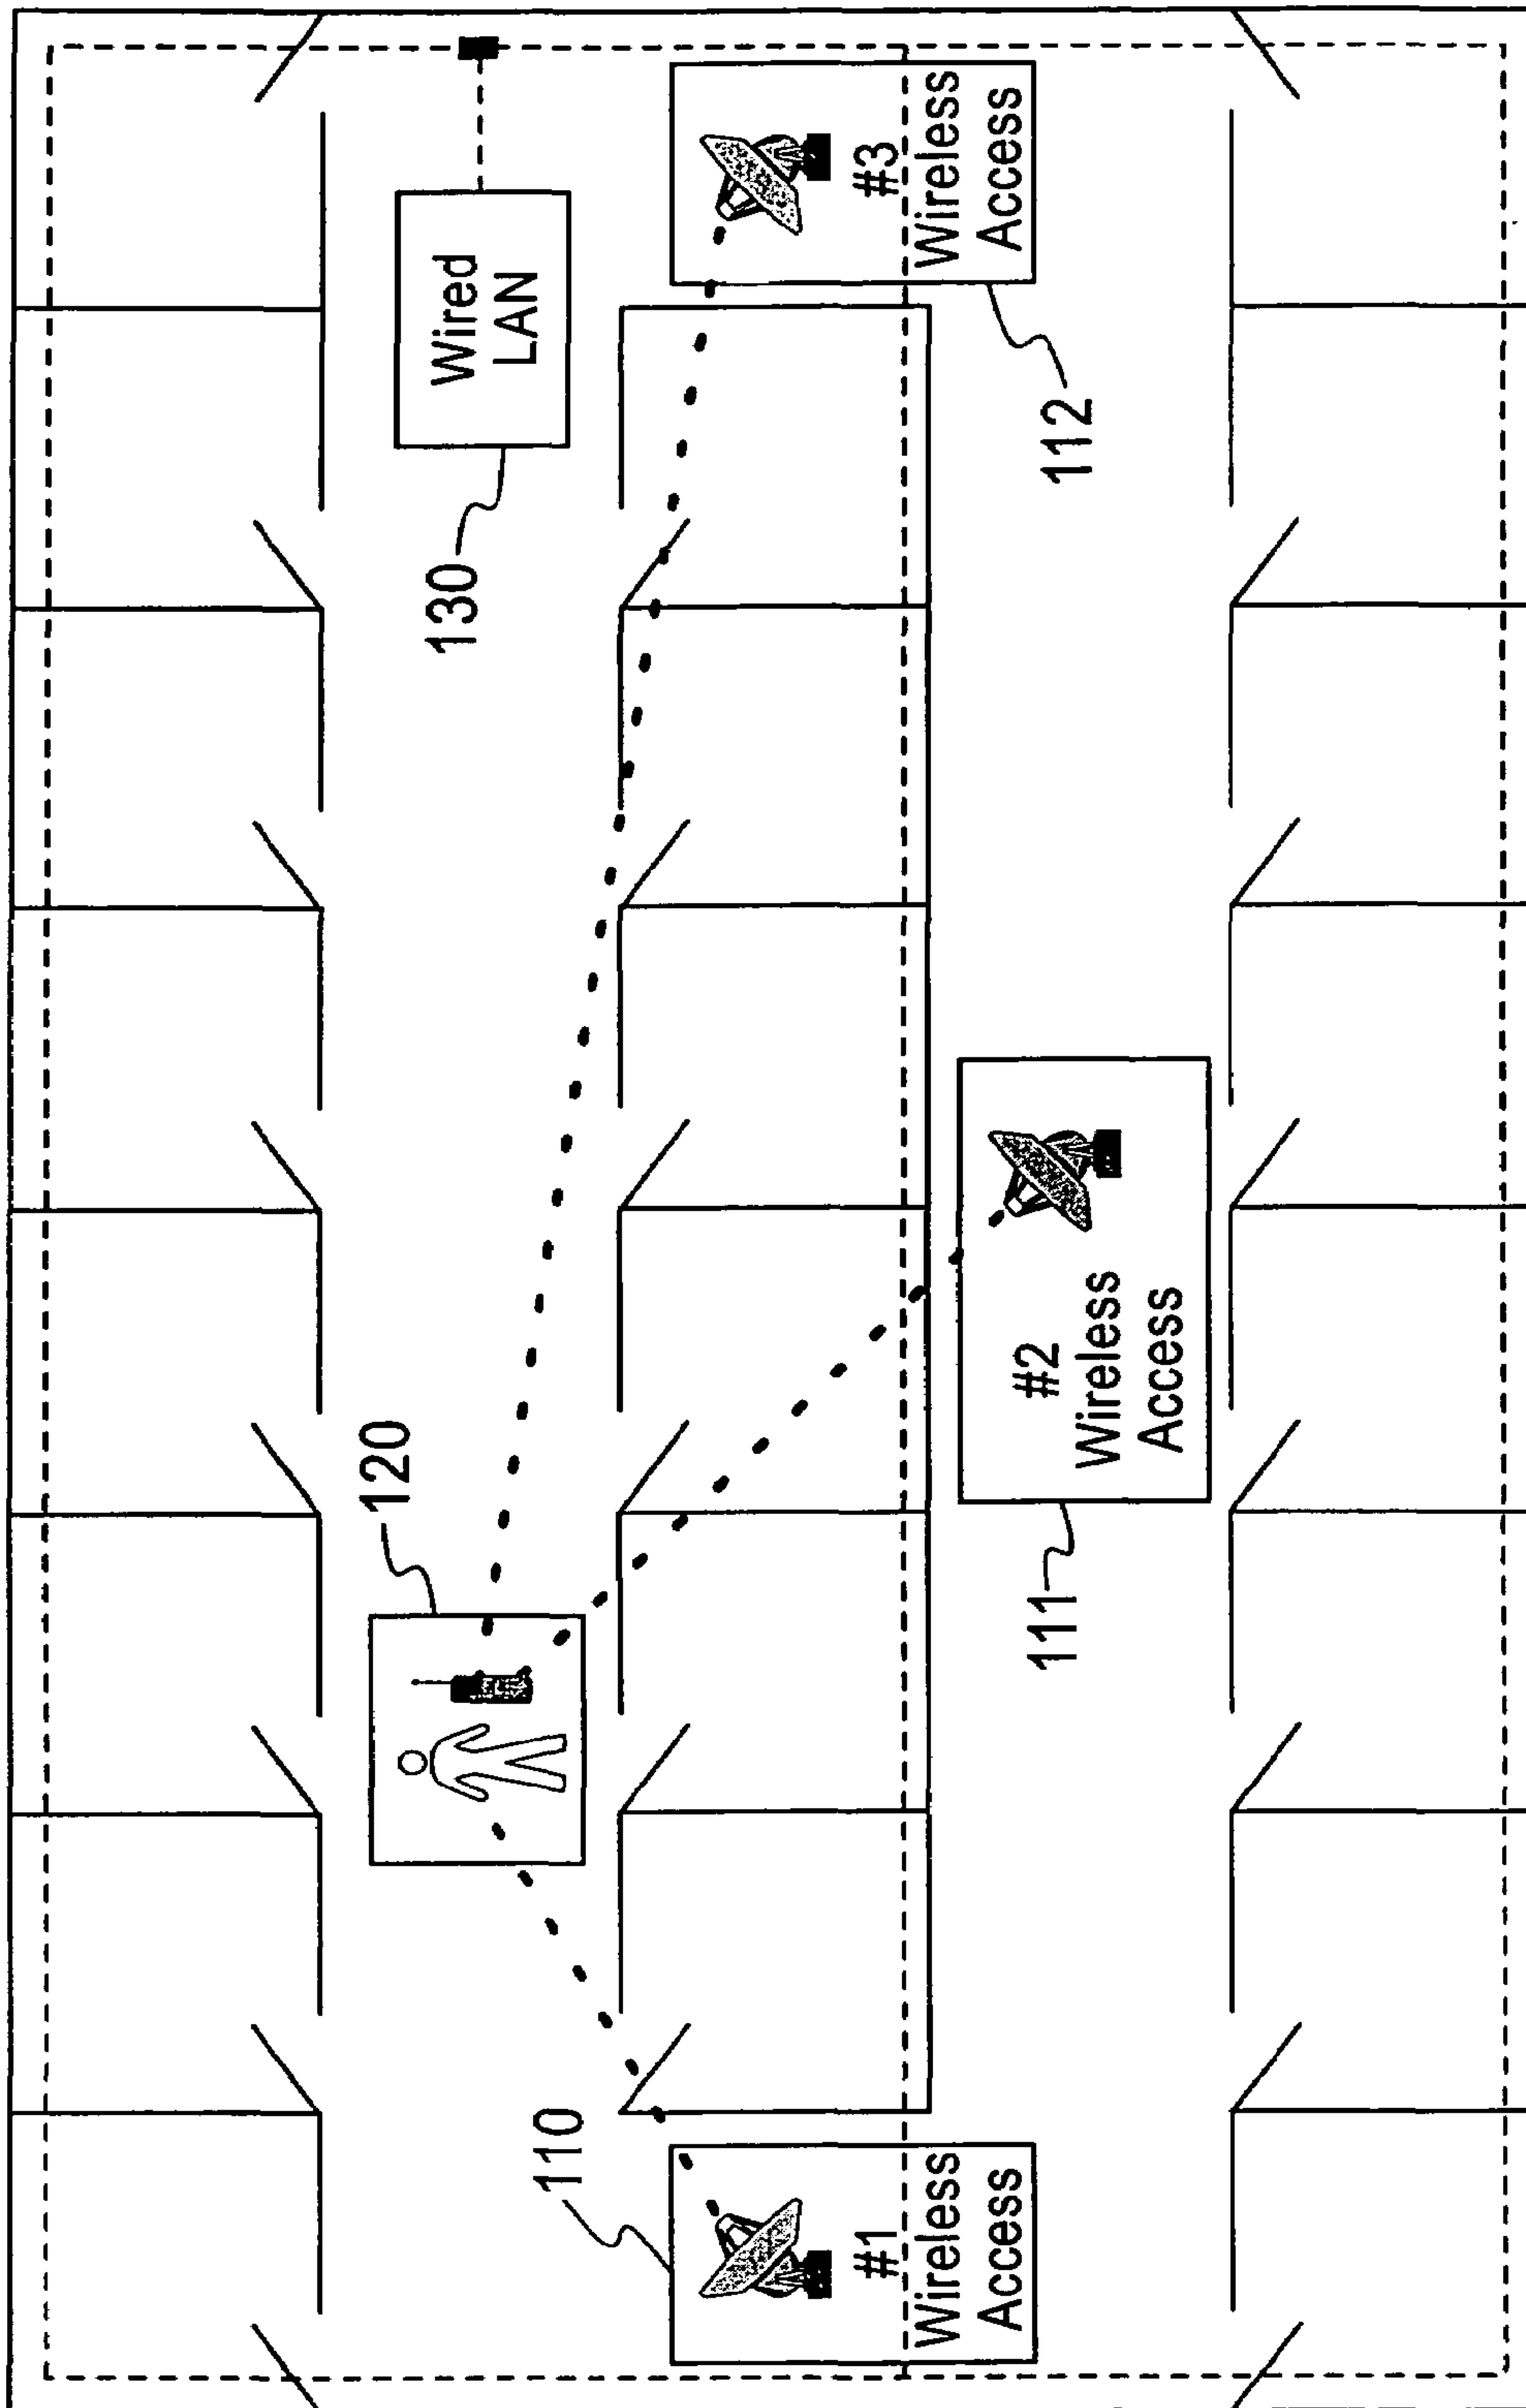 120
130
Wired
LAN
110
#1
Wireless
Access
111
#2
Wireless
Access
#3
Wireless
Access
112